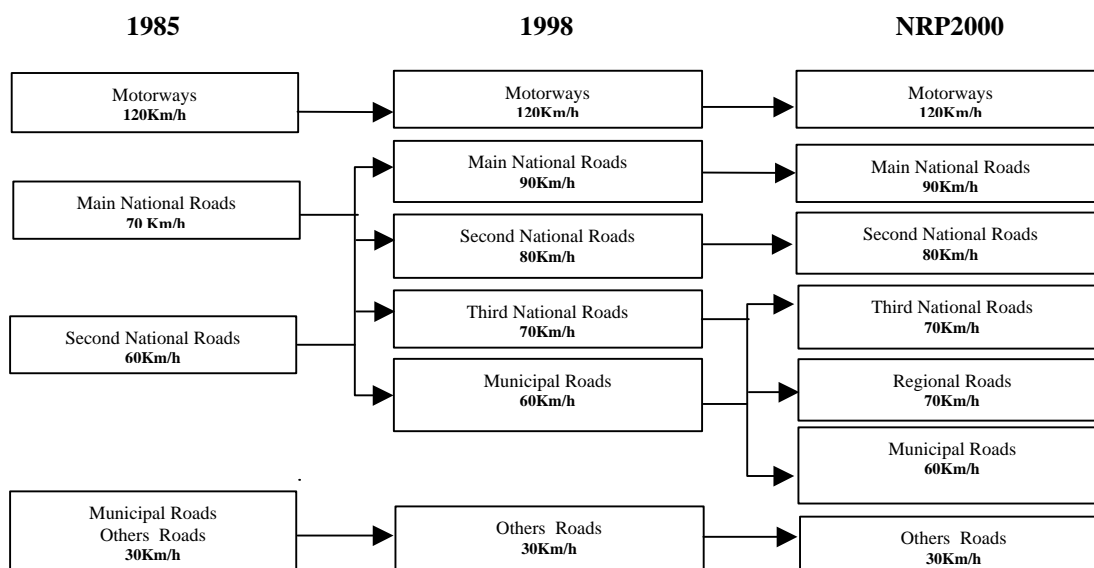 1985
1998
NRP2000
Motorways
120Km/h
Motorways
120Km/h
Motorways
120Km/h
Main National Roads
70 Km/h
Main National Roads
90Km/h
Main National Roads
90Km/h
Second National Roads
80Km/h
Second National Roads
80Km/h
Second National Roads
60Km/h
Third National Roads
70Km/h
Third National Roads
70Km/h
Municipal Roads
60Km/h
Regional Roads
70Km/h
Municipal Roads
60Km/h
Municipal Roads
Others Roads
30Km/h
Others Roads
30Km/h
Others Roads
30Km/h